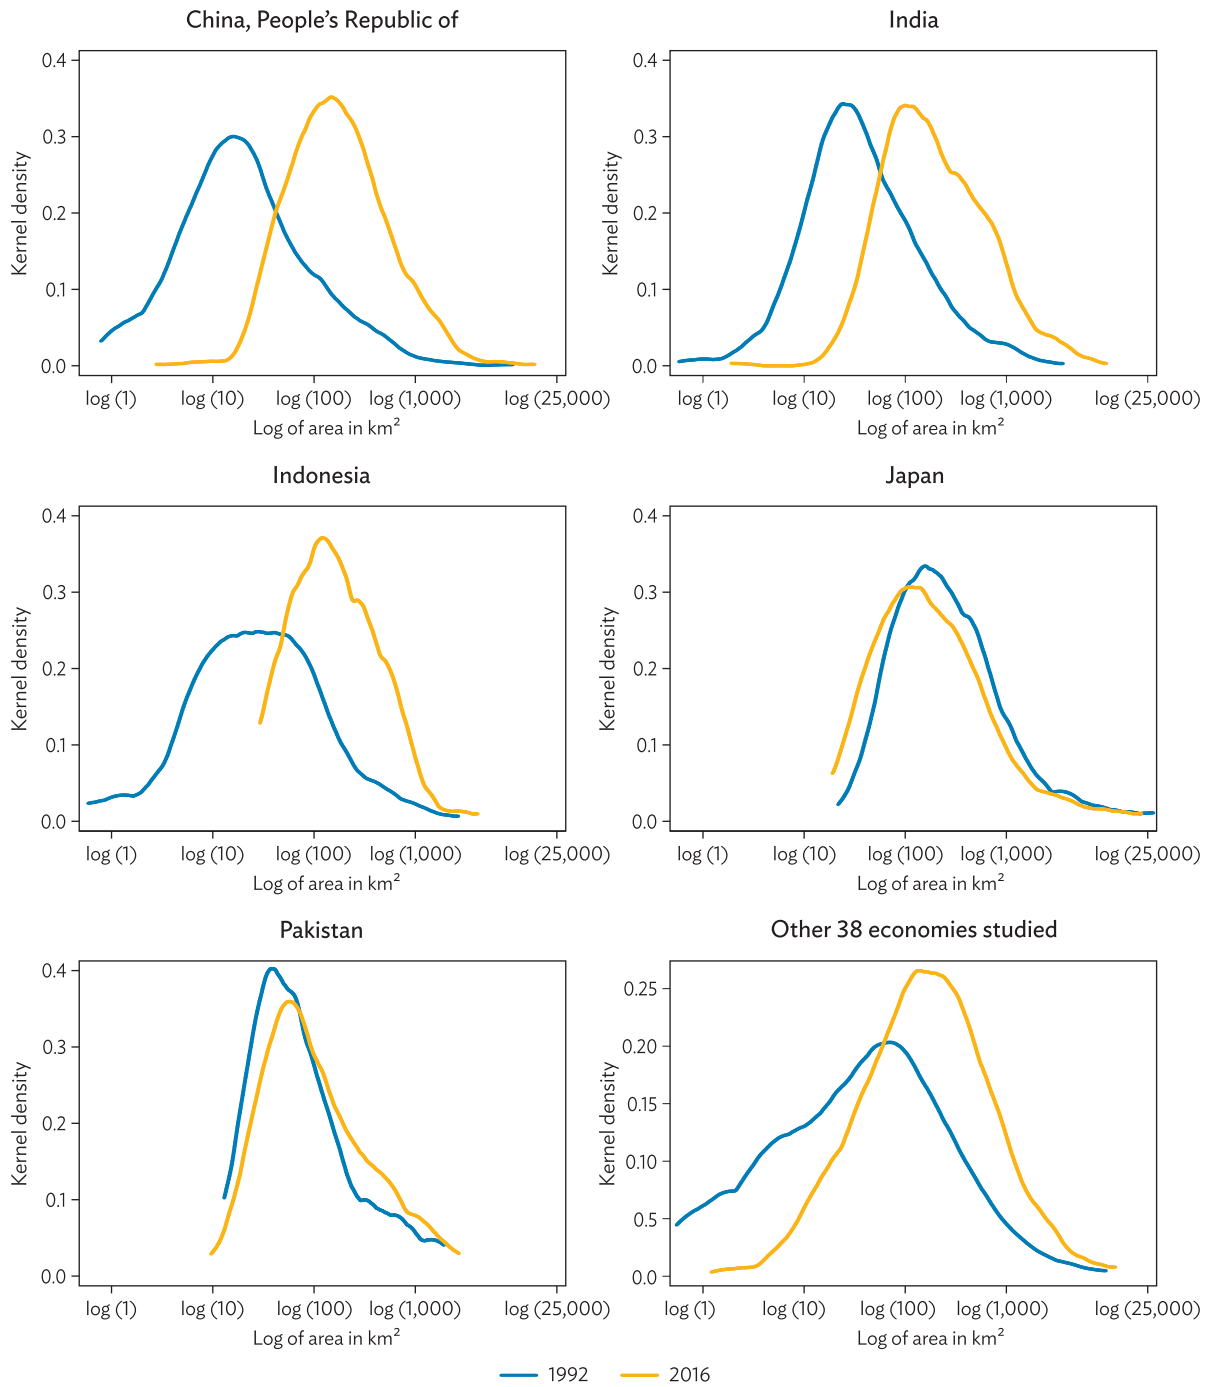 China, People's Republic of
India
Kernel density
0.4
0.3
0.2
0.1
0.0
log (1)
log (10)
log (100)
log (1,000)
log (25,000)
Log of area in km²
Kernel density
0.4
0.3
0.2
0.1
0.0
log (1)
log (10)
log (100)
log (1,000)
log (25,000)
Log of area in km²
Indonesia
Japan
Kernel density
0.4
0.3
0.2
0.1
0.0
log (1)
log (10)
log (100)
log (1,000)
log (25,000)
Log of area in km²
Kernel density
0.4
0.3
0.2
0.1
0.0
log (1)
log (10)
log (100)
log (1,000)
log (25,000)
Log of area in km²
Pakistan
Other 38 economies studied
Kernel density
0.4
0.3
0.2
0.1
0.0
log (1)
log (10)
log (100)
log (1,000)
log (25,000)
Log of area in km²
Kernel density
0.25
0.20
0.15
0.10
0.5
0.0
log (1)
log (10)
log (100)
log (1,000)
log (25,000)
Log of area in km²
1992
2016